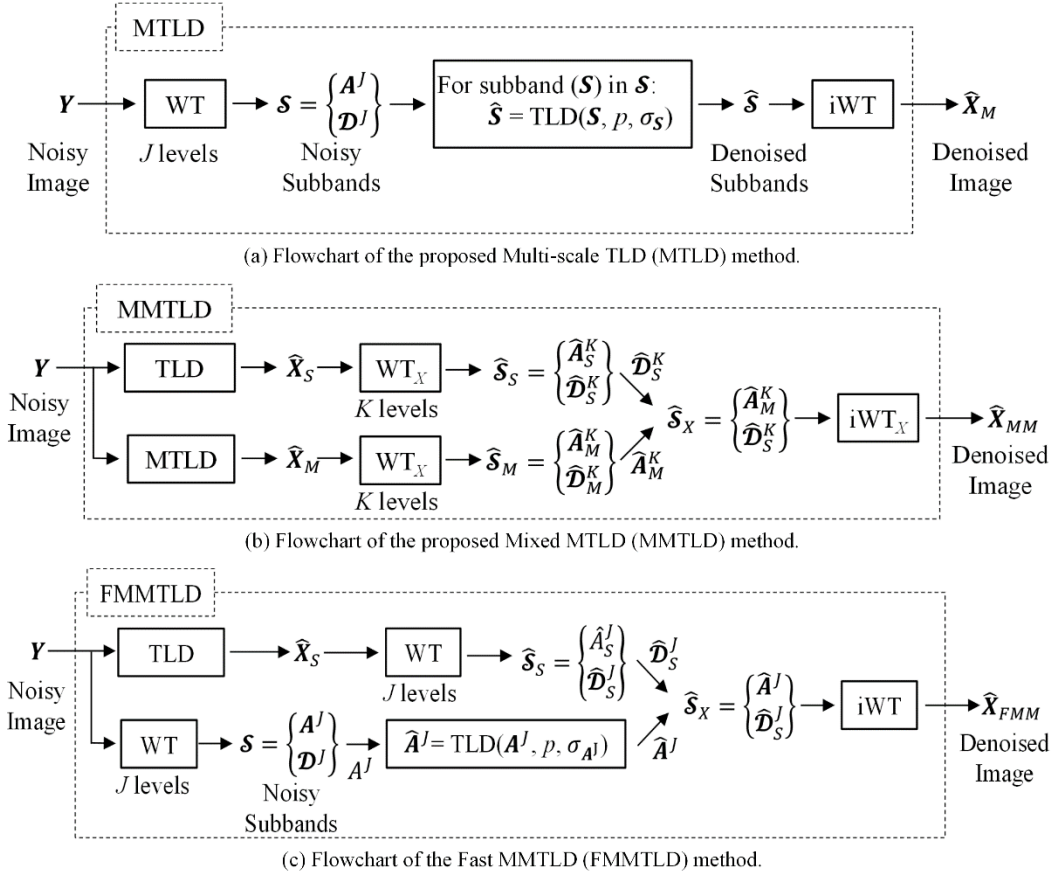 MTLD
Y → WT → 𝓢 = {A^J 𝓓^J} → For subband (S) in 𝓢: Ŝ = TLD(S, p, σ_S) → 𝓢̂ → iWT → X̂_M
Noisy Image
J levels
Noisy Subbands
Denoised Subbands
Denoised Image
(a) Flowchart of the proposed Multi-scale TLD (MTLD) method.
MMTLD
Y
Noisy Image
TLD → X̂_S → WT_X → 𝓢̂_S = {Â_S^K 𝓓̂_S^K} 𝓓̂_S^K
K levels
𝓢̂_X = {Â_M^K 𝓓̂_S^K} → iWT_X → X̂_MM
MTLD → X̂_M → WT_X → 𝓢̂_M = {Â_M^K 𝓓̂_M^K} Â_M^K
K levels
Denoised Image
(b) Flowchart of the proposed Mixed MTLD (MMTLD) method.
FMMTLD
Y
Noisy Image
TLD → X̂_S → WT → 𝓢̂_S = {Â_S^J 𝓓̂_S^J} 𝓓̂_S^J
J levels
𝓢̂_X = {Â^J 𝓓̂_S^J} → iWT → X̂_FMM
WT → 𝓢 = {A^J 𝓓^J} A^J → Â^J = TLD(A^J, p, σ_A^J) Â^J
J levels
Noisy Subbands
Denoised Image
(c) Flowchart of the Fast MMTLD (FMMTLD) method.